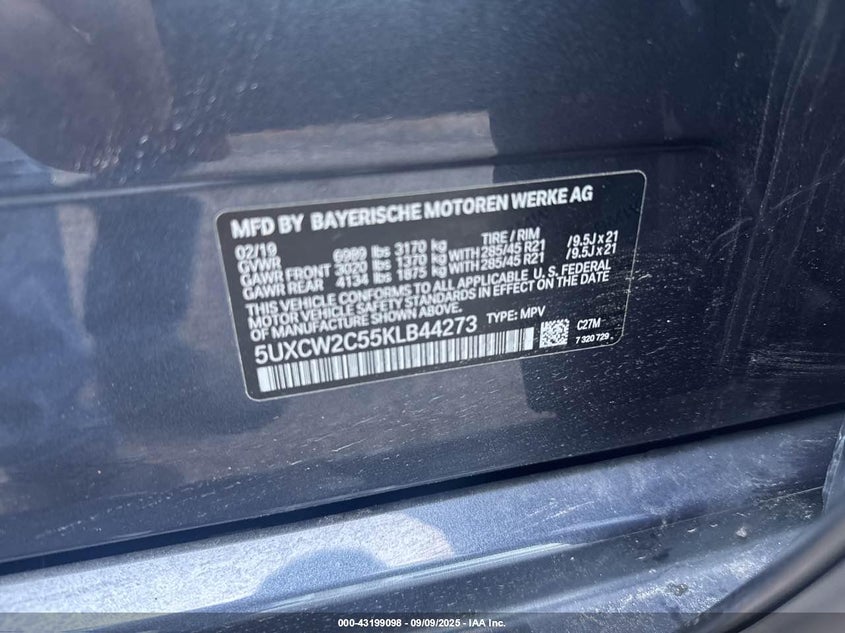 MFD BY BAYERISCHE MOTOREN WERKE AG
02/19 TIRE / RIM
GVWR 6989 lbs 3170 kg
GAWR FRONT 3020 lbs 1370 kg WITH 285/45 R21 /9.5J x 21
GAWR REAR 4134 lbs 1875 kg WITH 285/45 R21 /9.5J x 21
THIS VEHICLE CONFORMS TO ALL APPLICABLE U. S. FEDERAL
MOTOR VEHICLE SAFETY STANDARDS IN EFFECT ON THE DATE
OF MANUFACTURE SHOWN ABOVE.
5UXCW2C55KLB44273 TYPE: MPV
C27M
7 320 729
000-43199098 - 09/09/2025 - IAA Inc.